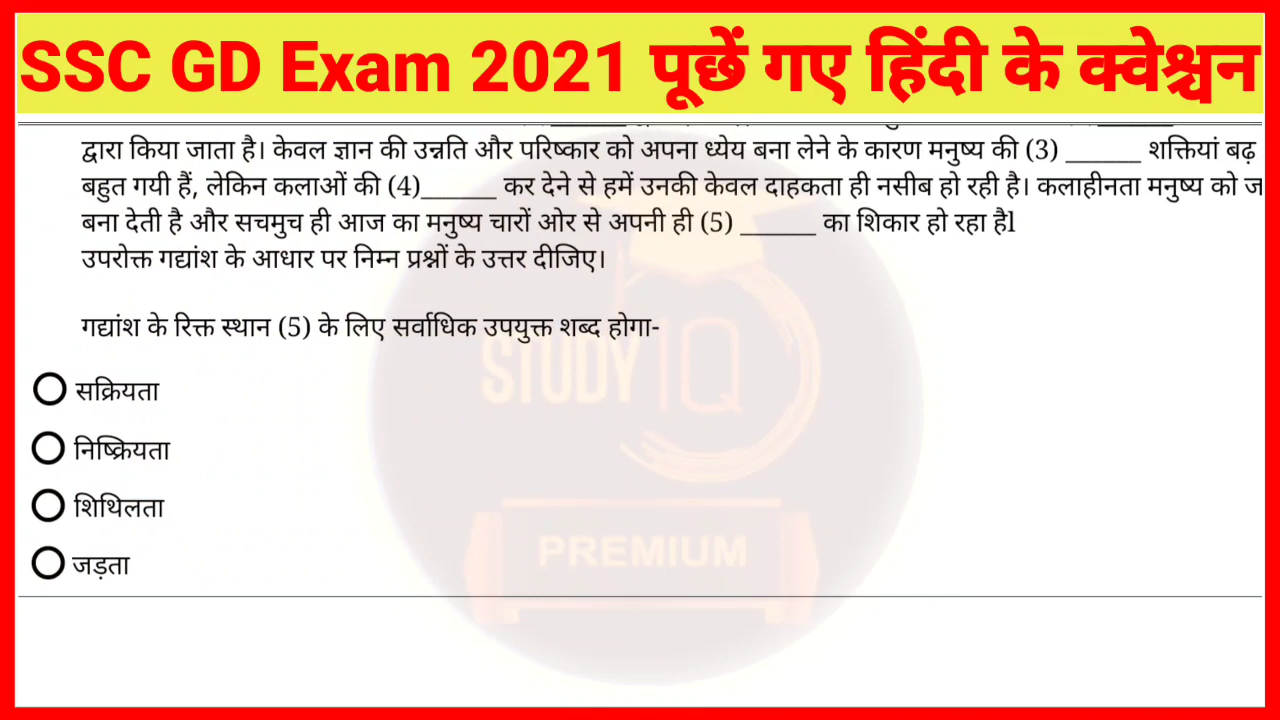 SSC GD Exam 2021 पूछें गए हिंदी के क्वेश्चन
द्वारा किया जाता है। केवल ज्ञान की उन्नति और परिष्कार को अपना ध्येय बना लेने के कारण मनुष्य की (3) ______ शक्तियां बढ़
बहुत गयी हैं, लेकिन कलाओं की (4)______ कर देने से हमें उनकी केवल दाहकता ही नसीब हो रही है। कलाहीनता मनुष्य को ज
बना देती है और सचमुच ही आज का मनुष्य चारों ओर से अपनी ही (5) ______ का शिकार हो रहा हैl
उपरोक्त गद्यांश के आधार पर निम्न प्रश्नों के उत्तर दीजिए।
गद्यांश के रिक्त स्थान (5) के लिए सर्वाधिक उपयुक्त शब्द होगा-
STUDY IQ
सक्रियता
निष्क्रियता
शिथिलता
PREMIUM
जड़ता